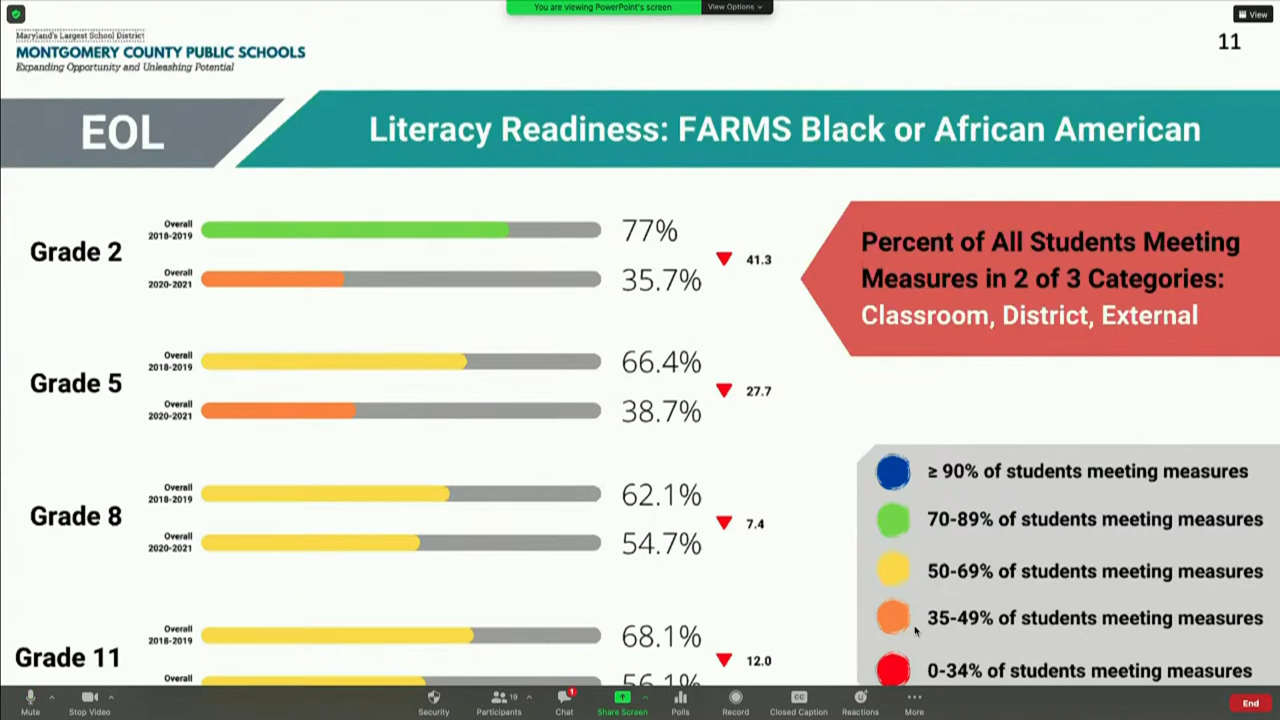 You are viewing PowerPoint's screen
View Options
View
Maryland's Largest School District
MONTGOMERY COUNTY PUBLIC SCHOOLS
Expanding Opportunity and Unleashing Potential
11
EOL
Literacy Readiness: FARMS Black or African American
Grade 2
Overall
2018-2019
77%
Overall
2020-2021
35.7%
41.3
Grade 5
Overall
2018-2019
66.4%
Overall
2020-2021
38.7%
27.7
Grade 8
Overall
2018-2019
62.1%
Overall
2020-2021
54.7%
7.4
Grade 11
Overall
2018-2019
68.1%
Overall
56.1%
12.0
Percent of All Students Meeting
Measures in 2 of 3 Categories:
Classroom, District, External
≥ 90% of students meeting measures
70-89% of students meeting measures
50-69% of students meeting measures
35-49% of students meeting measures
0-34% of students meeting measures
Mute
Stop Video
Security
Participants
19
Chat
1
Share Screen
Polls
Record
CC
Closed Caption
Reactions
More
End